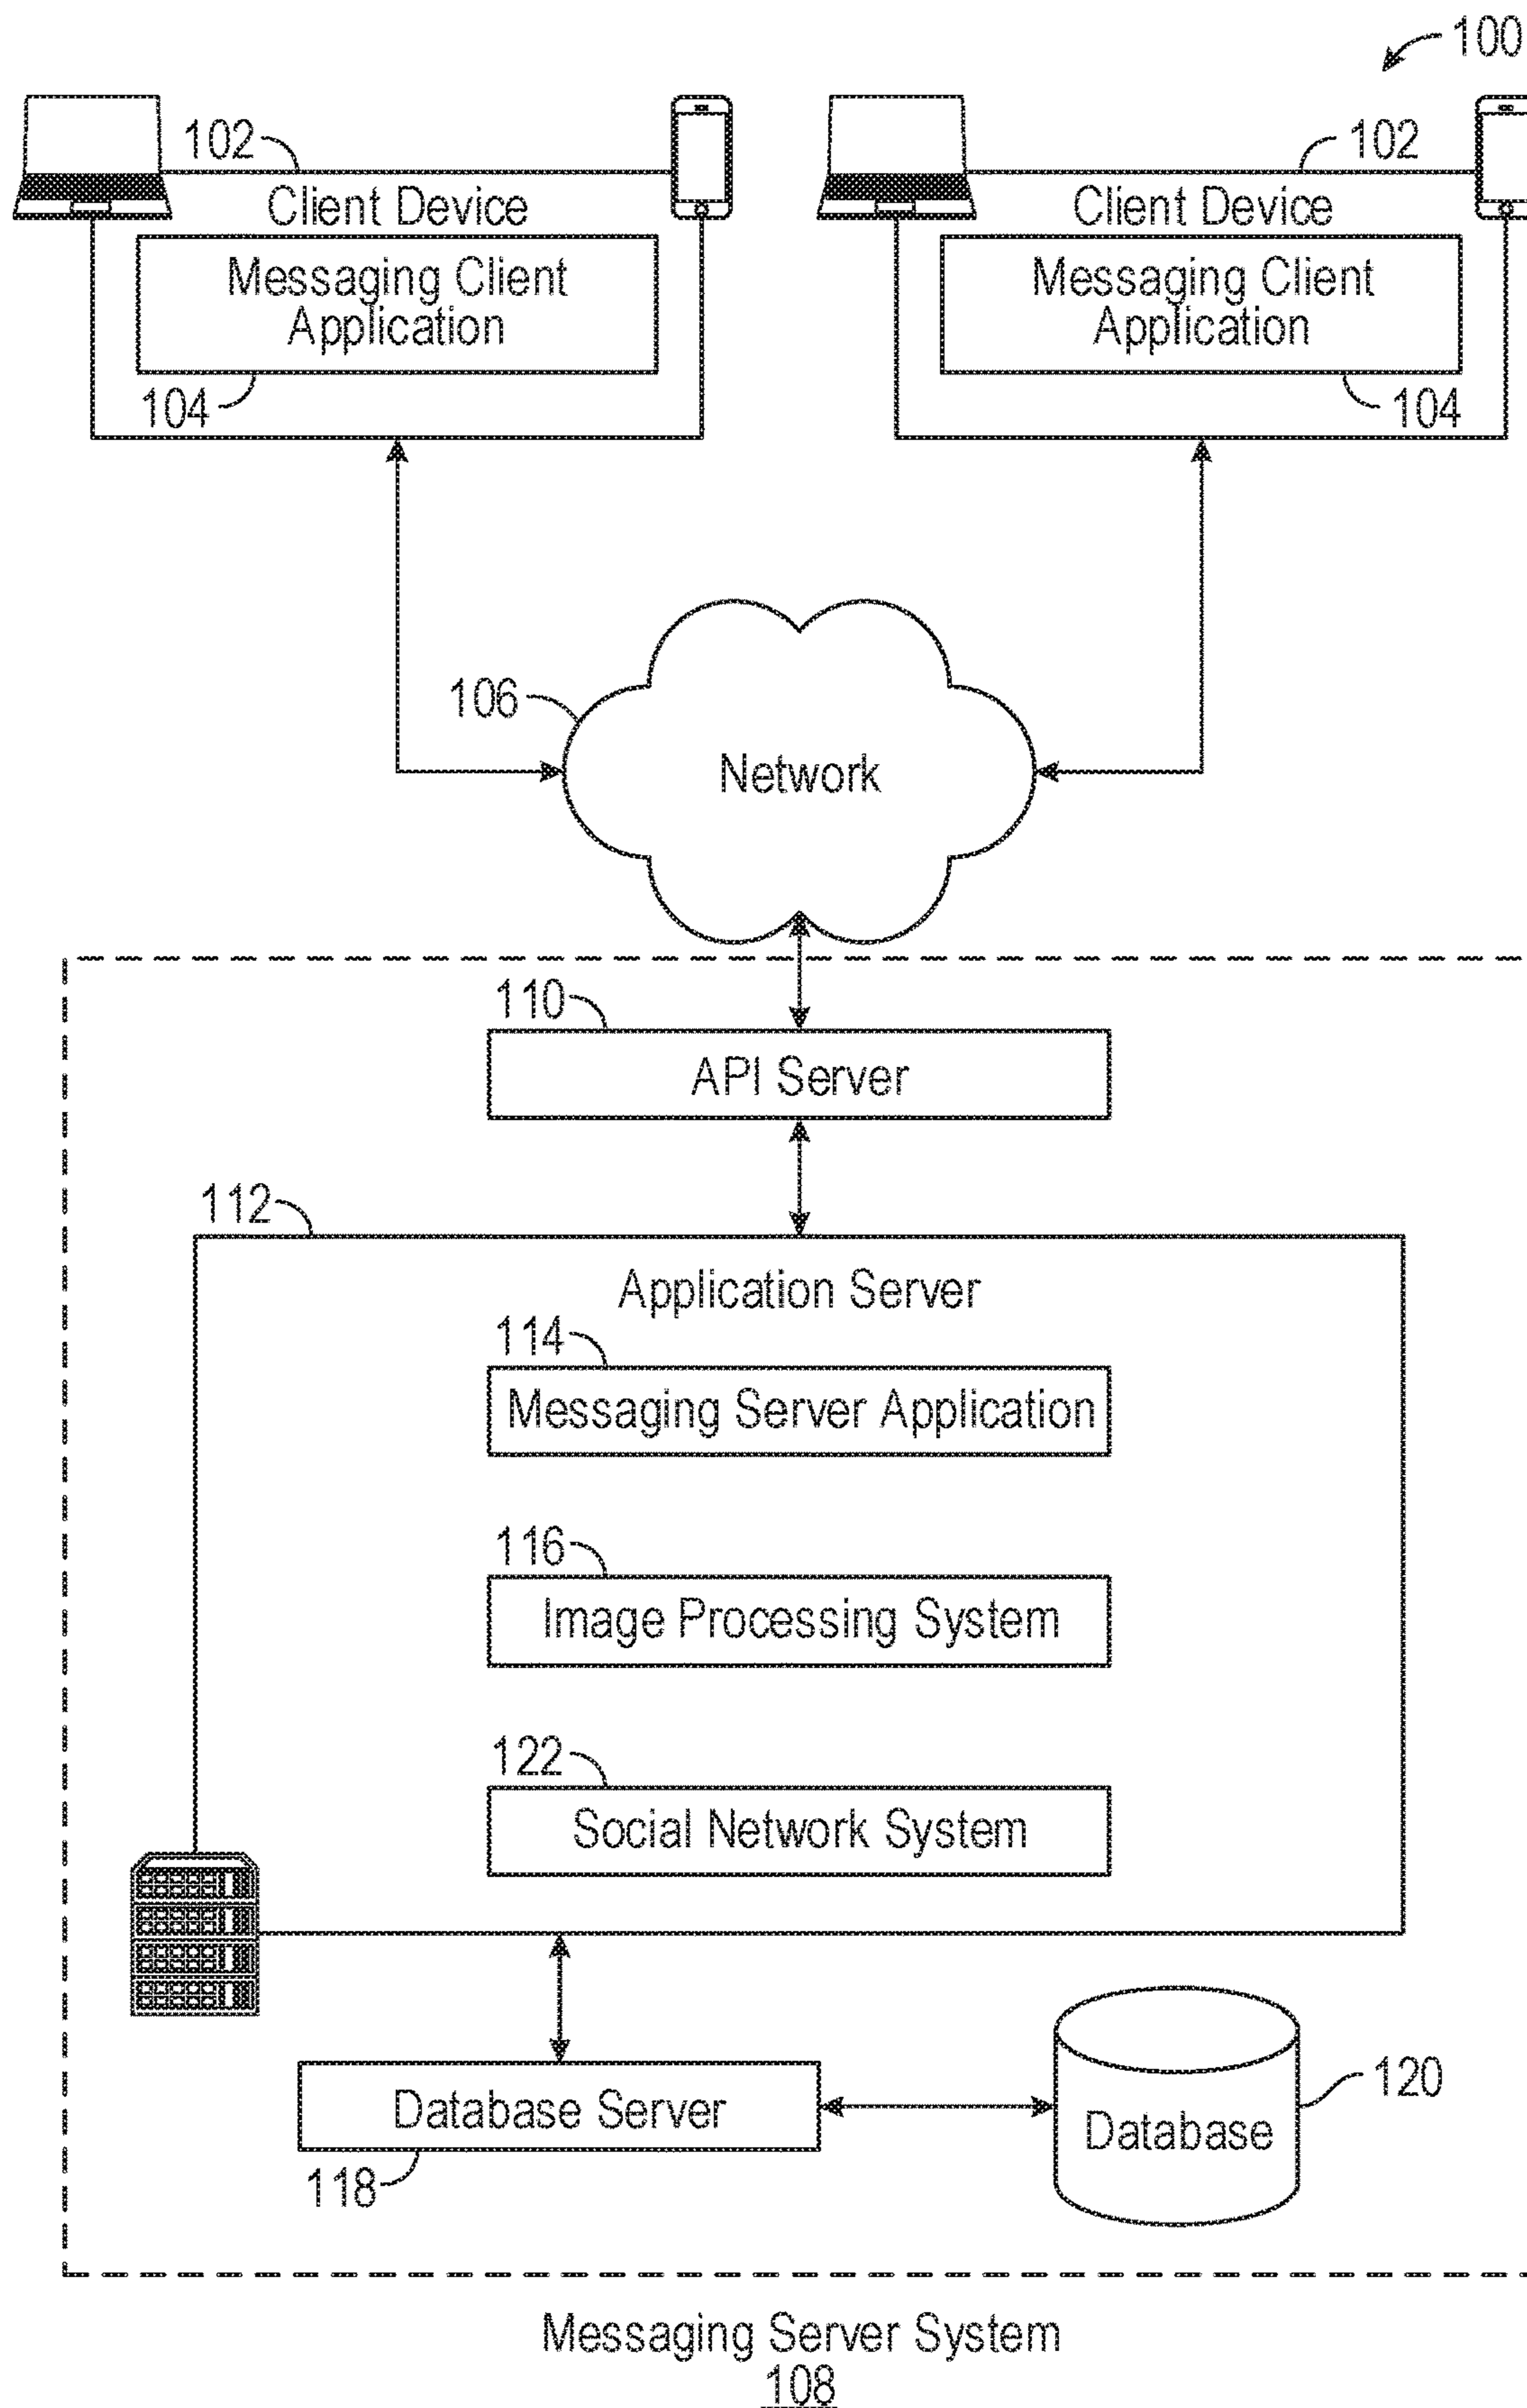 100
102
102
Client Device
Client Device
Messaging Client
Application
Messaging Client
Application
104
104
106
Network
110
API Server
112
Application Server
114
Messaging Server Application
116
Image Processing System
122
Social Network System
Database Server
118
Database
120
Messaging Server System
108